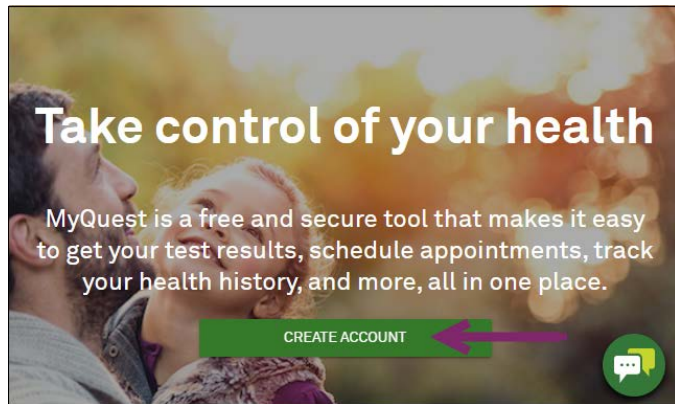 Take control of your health
MyQuest is a free and secure tool that makes it easy
to get your test results, schedule appointments, track
your health history, and more, all in one place.
CREATE ACCOUNT